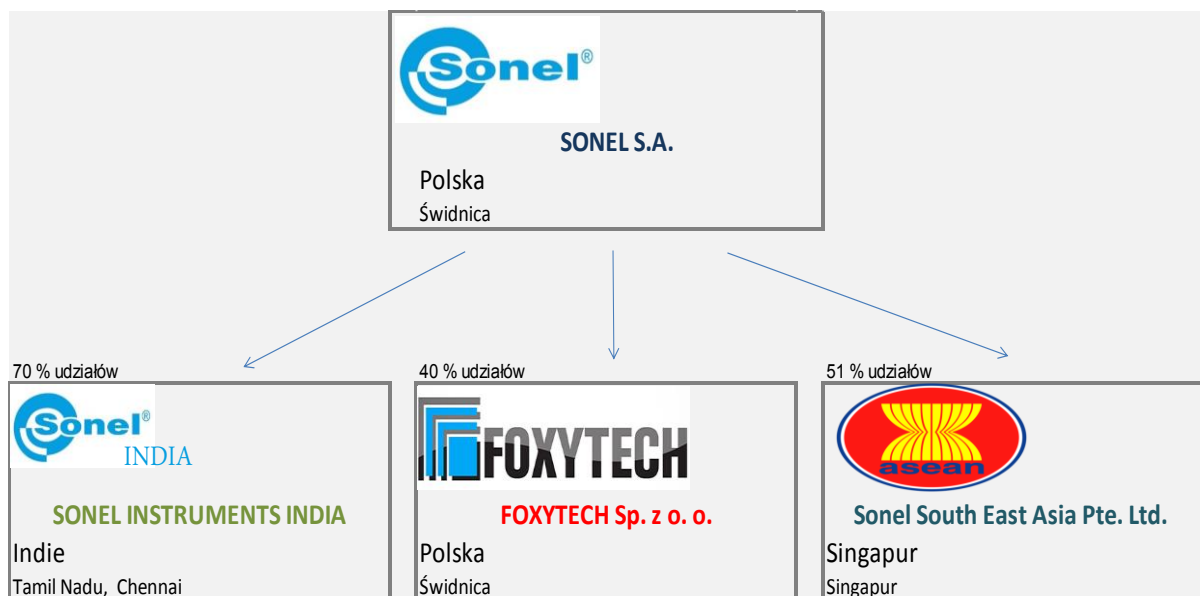 Sonel®
SONEL S.A.
Polska
Świdnica
70 % udziałów
Sonel®
INDIA
SONEL INSTRUMENTS INDIA
Indie
Tamil Nadu, Chennai
40 % udziałów
FOXYTECH
FOXYTECH Sp. z o. o.
Polska
Świdnica
51 % udziałów
asean
Sonel South East Asia Pte. Ltd.
Singapur
Singapur